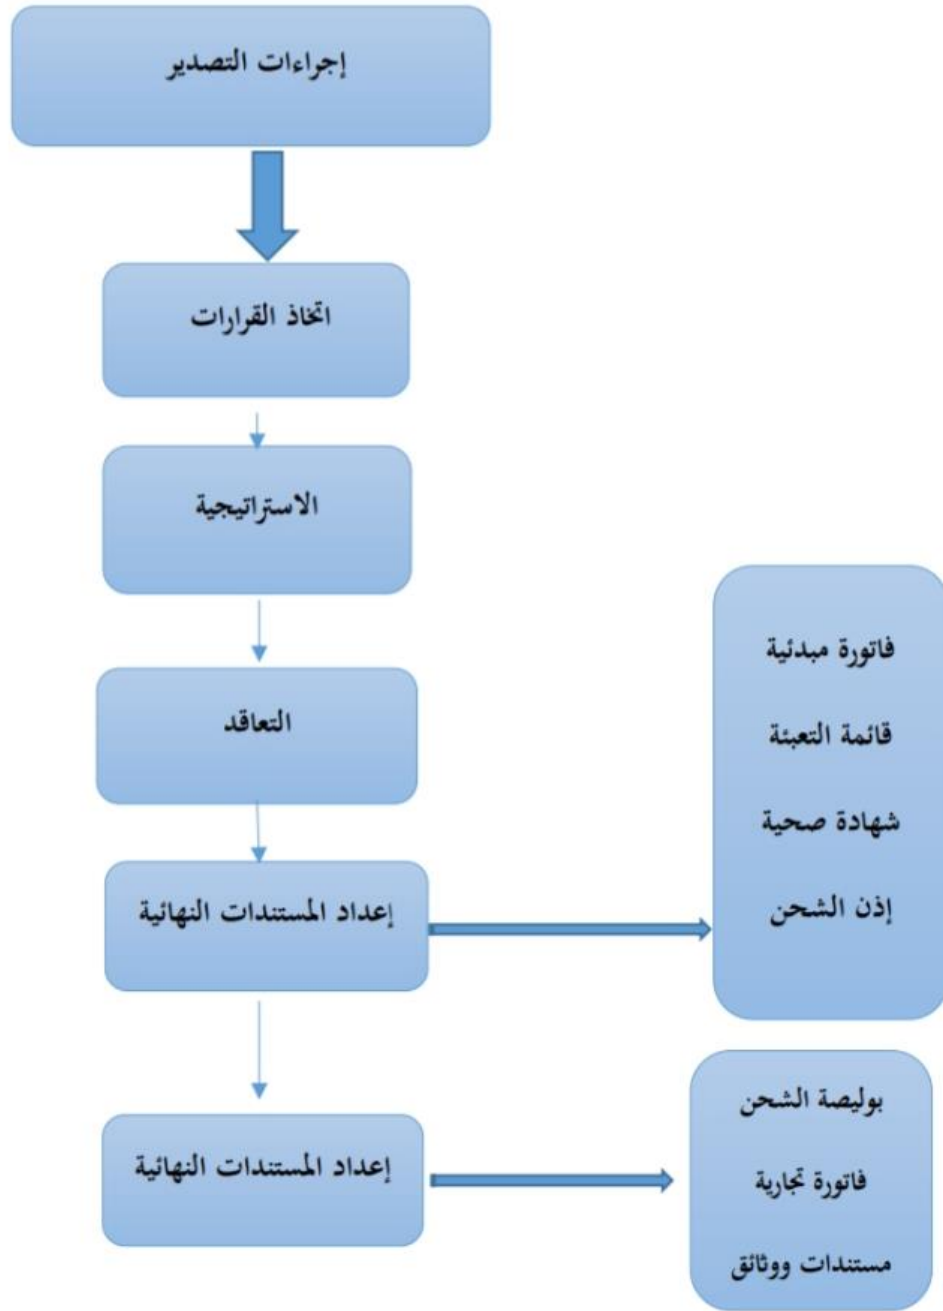 إجراءات التصدير
اتخاذ القرارات
الاستراتيجية
التعاقد
إعداد المستندات النهائية
فاتورة مبدئية
قائمة التعبئة
شهادة صحية
إذن الشحن
إعداد المستندات النهائية
بوليصة الشحن
فاتورة تجارية
مستندات ووثائق